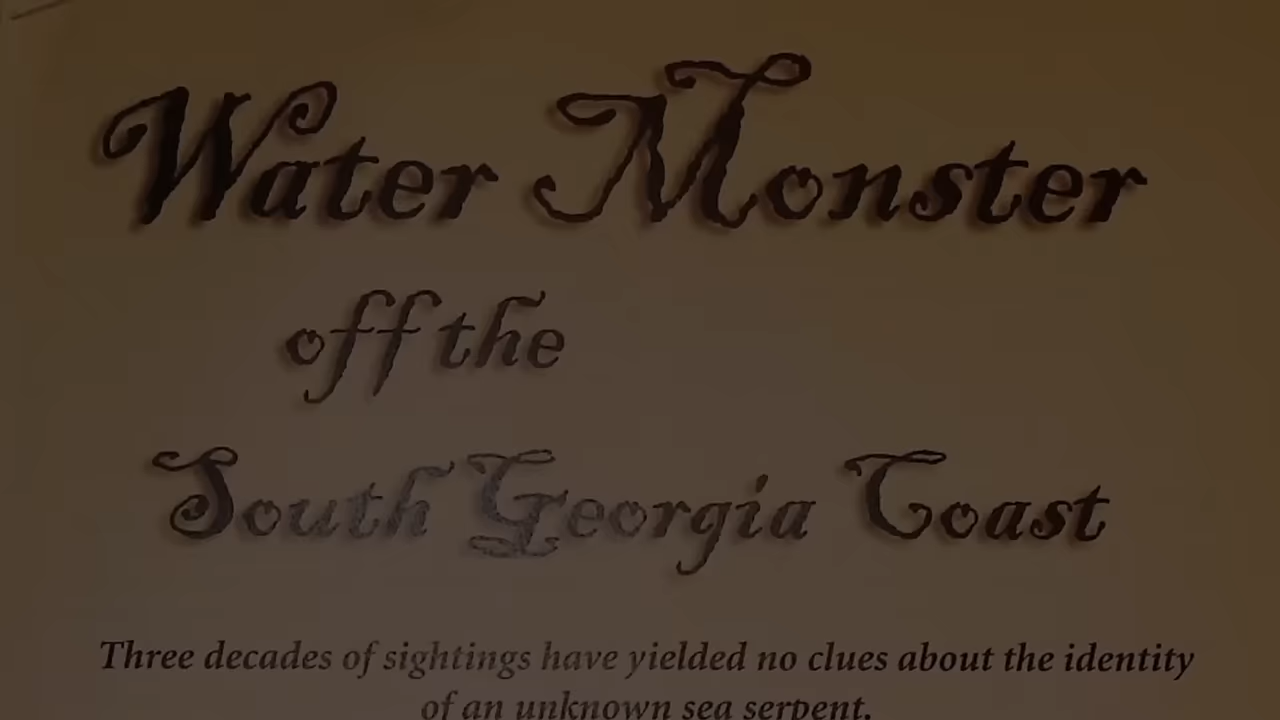 Water Monster
off the
South Georgia Coast
Three decades of sightings have yielded no clues about the identity
of an unknown sea serpent.